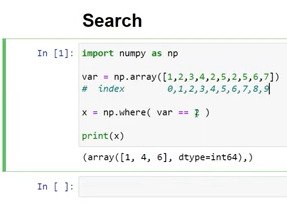 Search
In [1]: import numpy as np
var = np.array([1,2,3,4,2,5,2,5,6,7])
# index 0,1,2,3,4,5,6,7,8,9
x = np.where( var == 2 )
print(x)
(array([1, 4, 6], dtype=int64),)
In [ ]: